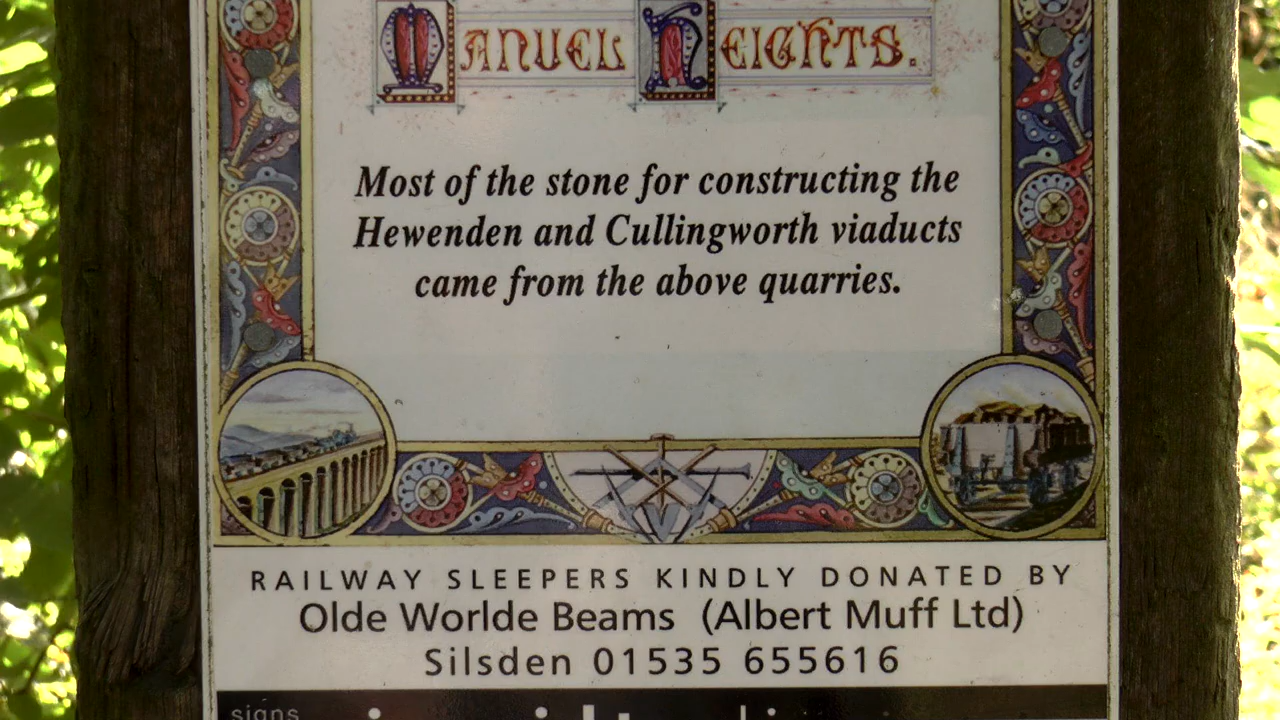 MANUEL HEIGHTS.
Most of the stone for constructing the
Hewenden and Cullingworth viaducts
came from the above quarries.
RAILWAY SLEEPERS KINDLY DONATED BY
Olde Worlde Beams (Albert Muff Ltd)
Silsden 01535 655616
signs